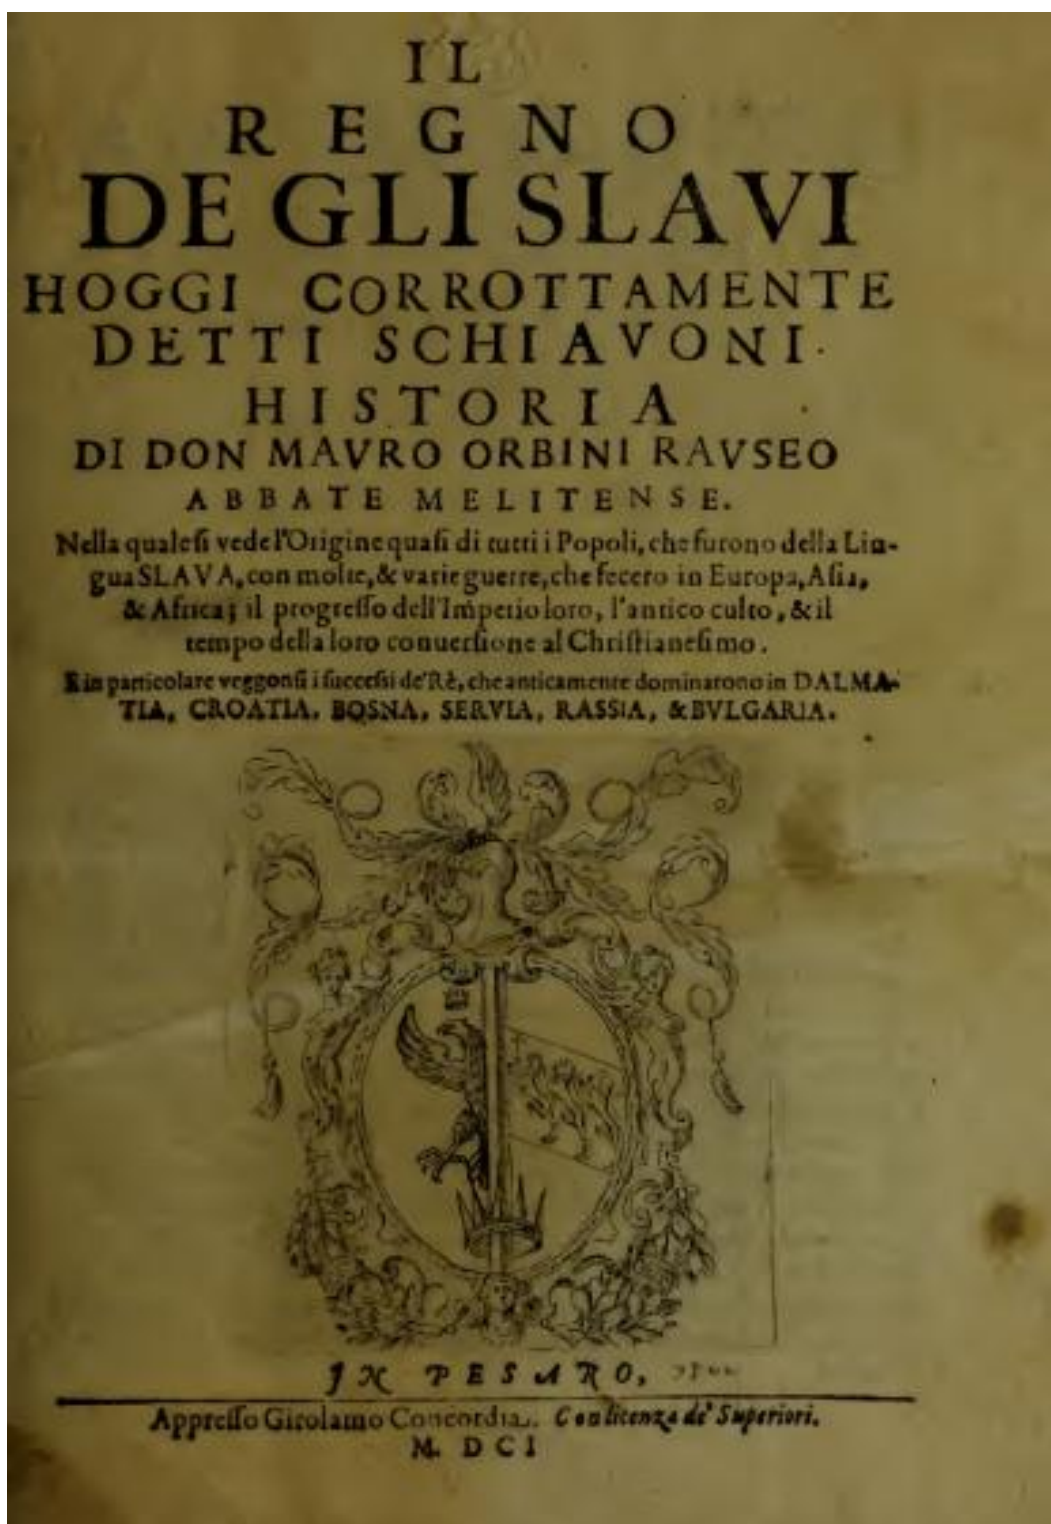 IL
REGNO
DE GLI SLAVI
HOGGI CORROTTAMENTE
DETTI SCHIAVONI
HISTORIA
DI DON MAVRO ORBINI RAVSEO
ABBATE MELITENSE.
Nella quale ſi vede l'Origine quaſi di tutti i Popoli, che furono della Lin-
gua SLAVA, con molte, & varie guerre, che fecero in Europa, Aſia,
& Africa; il progreſſo dell'Imperio loro, l'antico culto, & il
tempo della loro conuerſione al Chriſtianeſimo.
E in particolare veggonſi i ſucceſſi de' Rè, che anticamente dominarono in DALMA-
TIA, CROATIA, BOSNA, SERVIA, RASSIA, & BVLGARIA.
IN PESARO,
Appreſſo Girolamo Concordia. Con licenza de' Superiori.
M. DCI